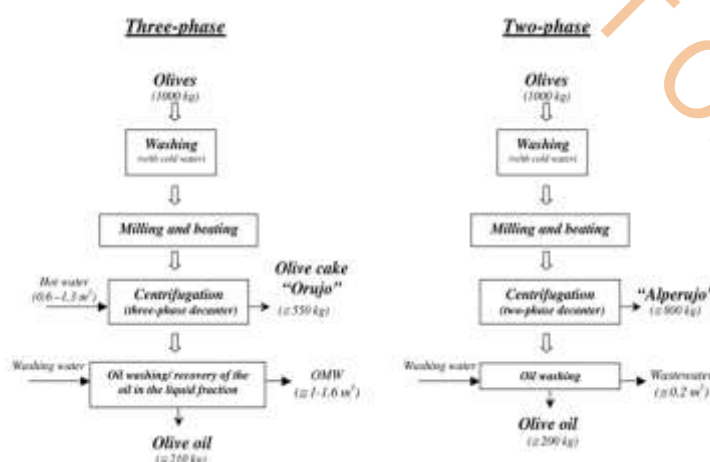 Three-phase
Olives
(1000 kg)
Washing
(with cold water)
Milling and beating
Hot water
(0.6–1.3 m³)
Centrifugation
(three-phase decanter)
Olive cake
“Orujo”
(≅550 kg)
Washing water
Oil washing/ recovery of the
oil in the liquid fraction
OMW
(≅1-1.6 m³)
Olive oil
(≅210 kg)
Two-phase
Olives
(1000 kg)
Washing
(with cold water)
Milling and beating
Centrifugation
(two-phase decanter)
“Alperujo”
(≅800 kg)
Washing water
Oil washing
Wastewater
(≅0.2 m³)
Olive oil
(≅200 kg)